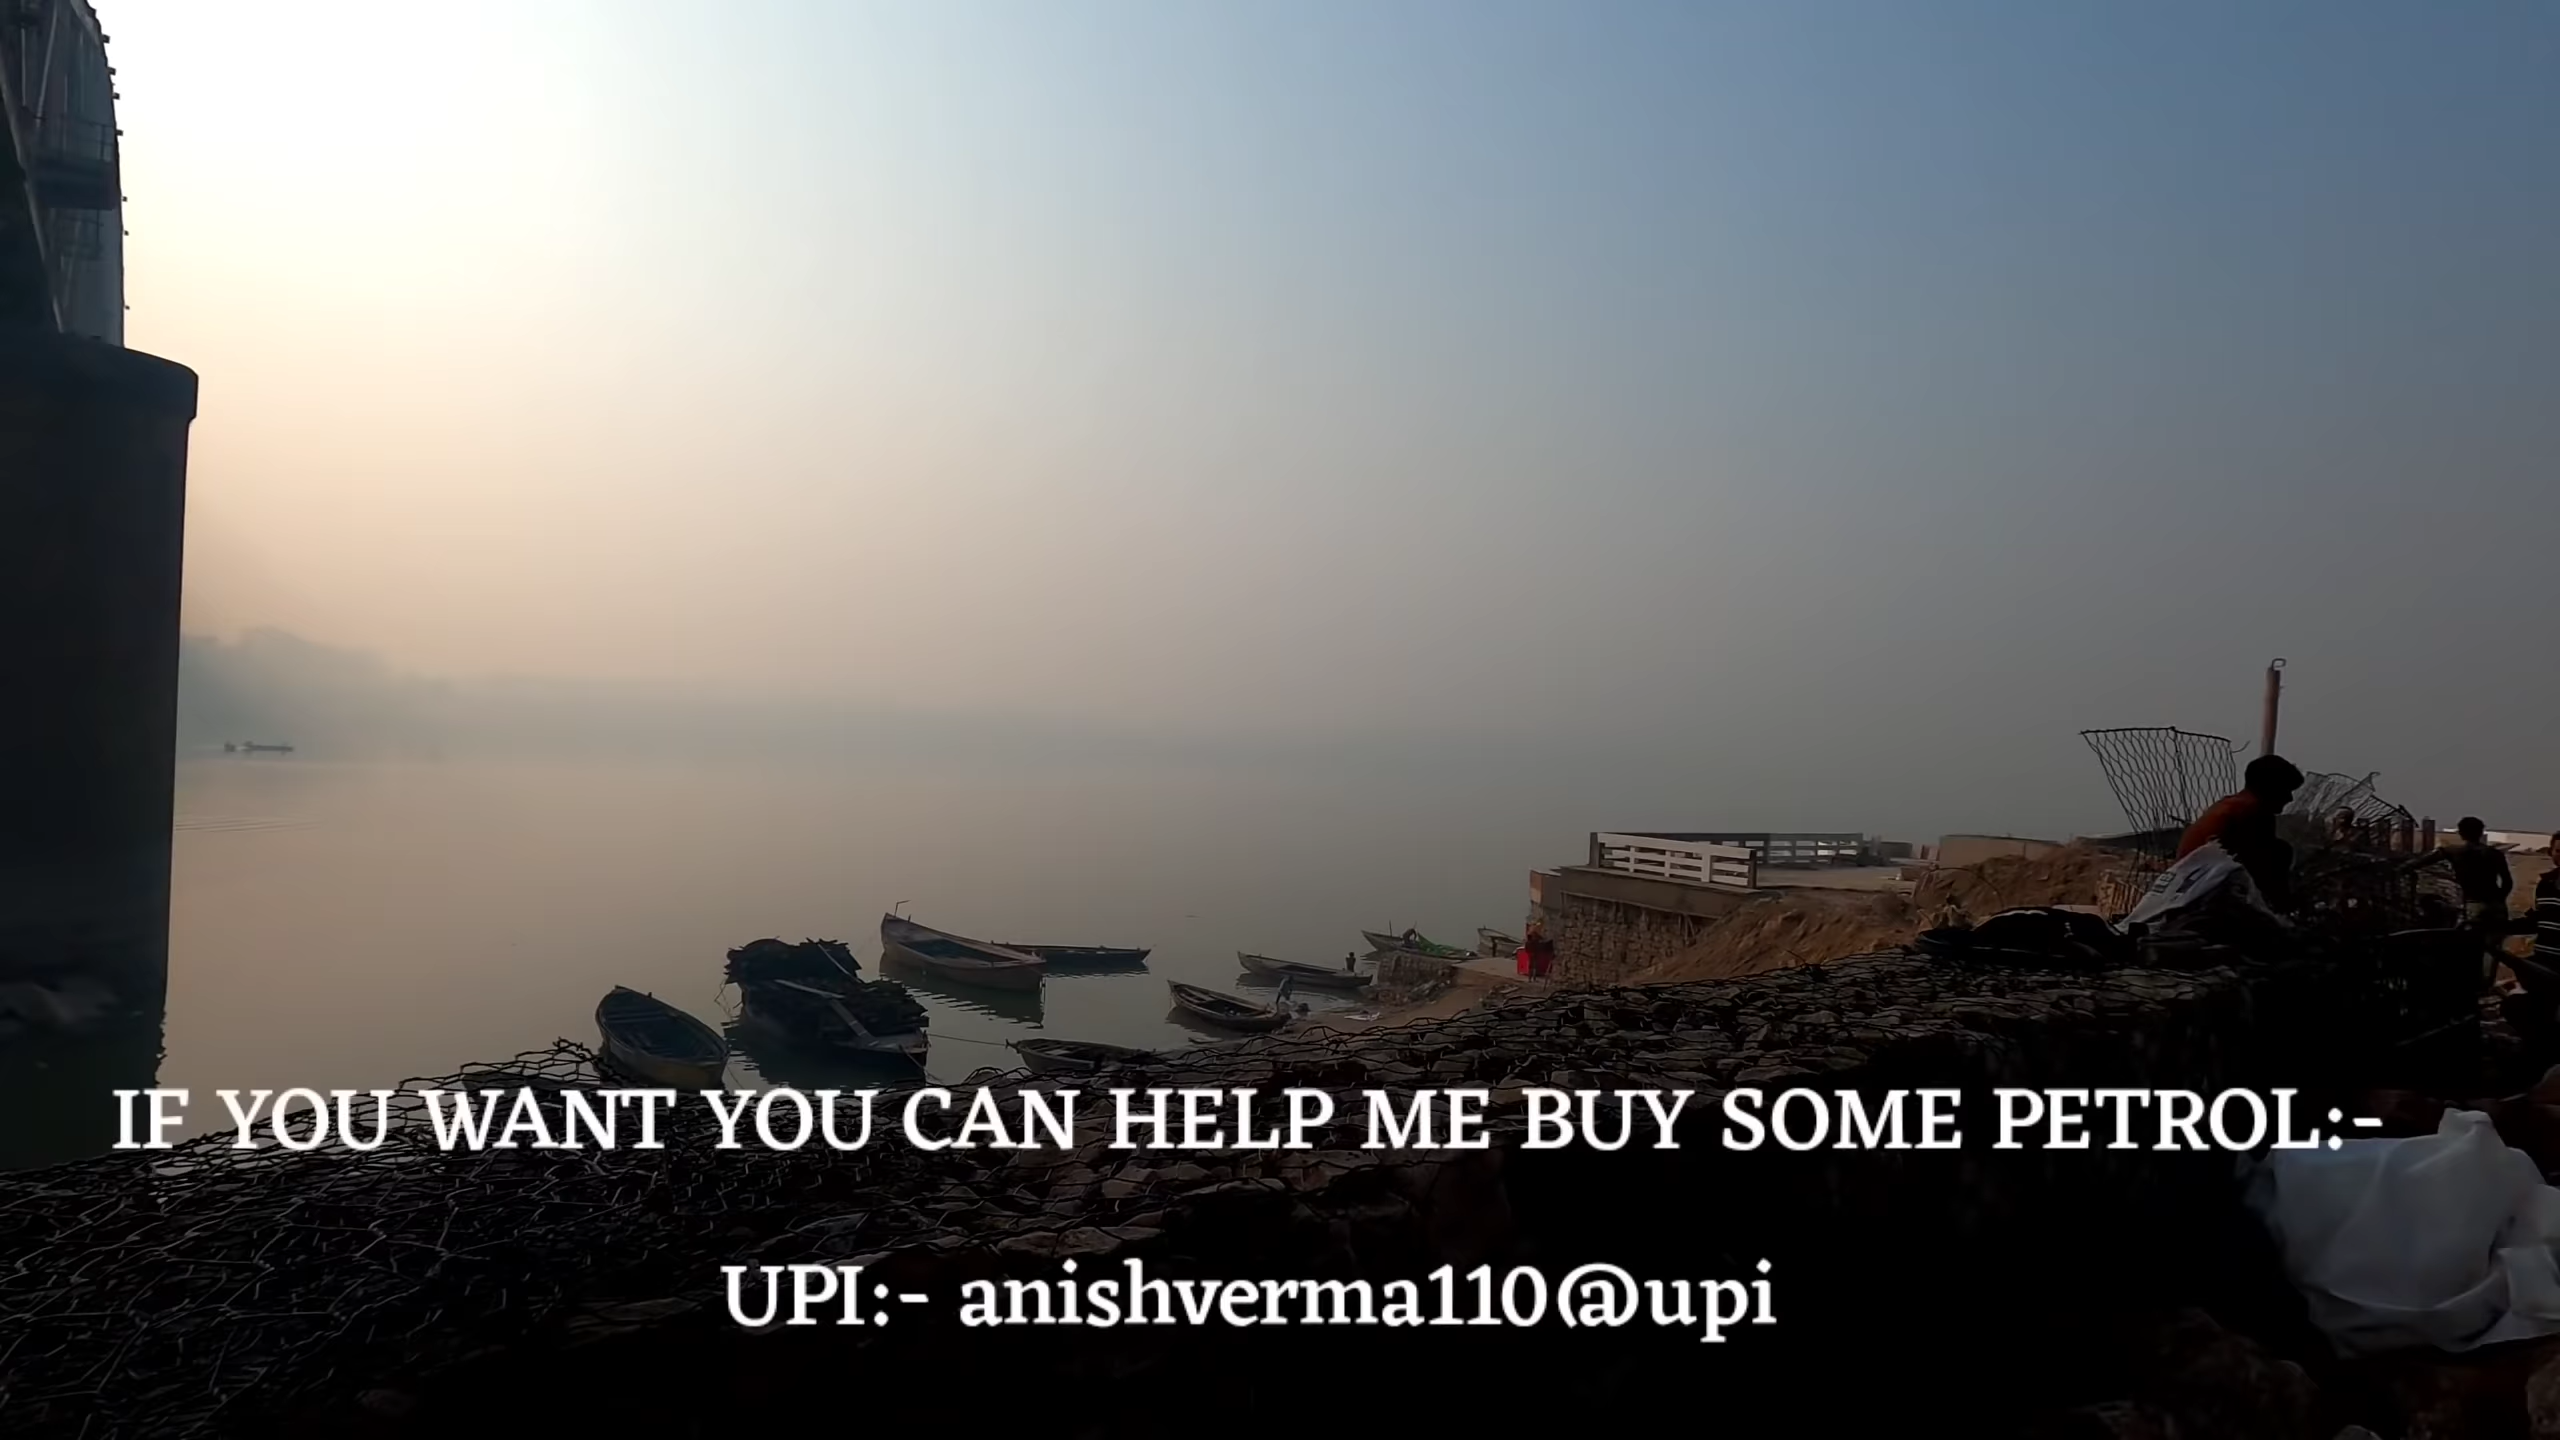 IF YOU WANT YOU CAN HELP ME BUY SOME PETROL:-
UPI:- anishverma110@upi